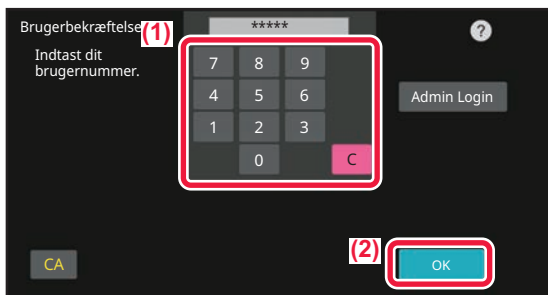 Brugerbekræftelse
(1)
*****
?
Indtast dit
brugernummer.
7 8 9
4 5 6
Admin Login
1 2 3
0 C
(2)
CA
OK